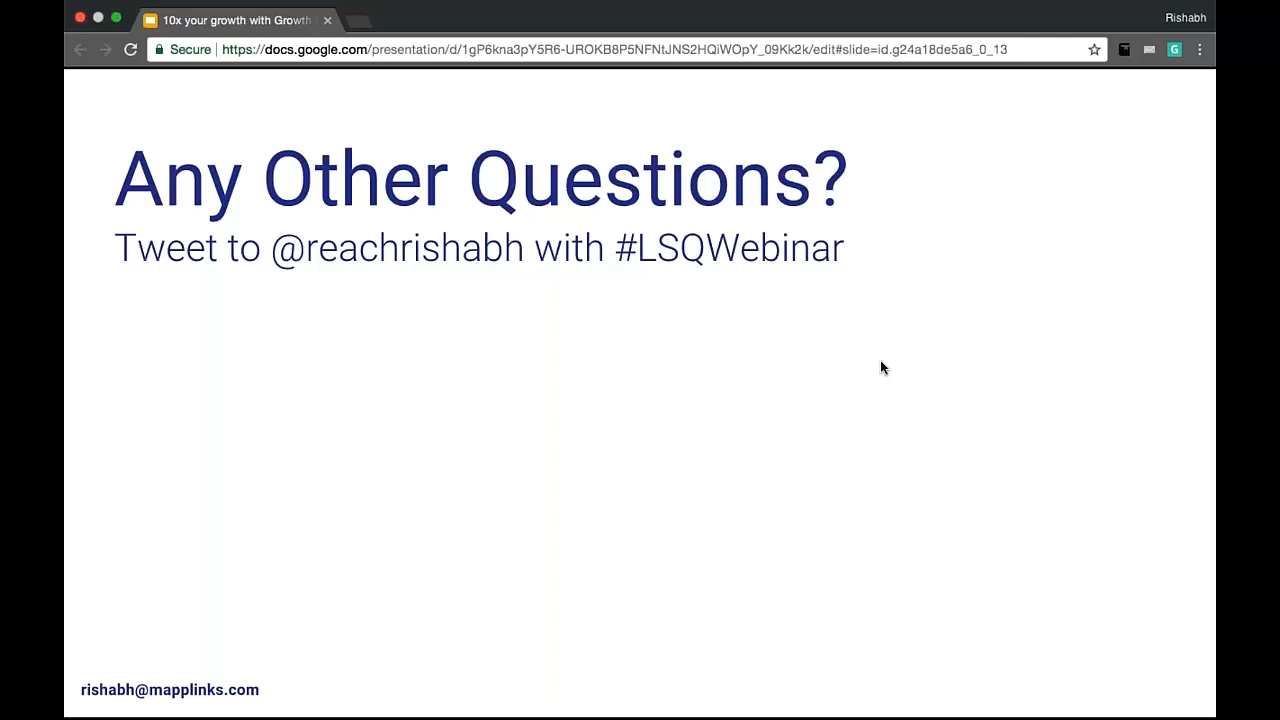 10x your growth with Growth
Rishabh
Secure
https://docs.google.com/presentation/d/1gP6kna3pY5R6-UROKB8P5NFNtJNS2HQiWOpY_09Kk2k/edit#slide=id.g24a18de5a6_0_13
G
Any Other Questions?
Tweet to @reachrishabh with #LSQWebinar
rishabh@mapplinks.com